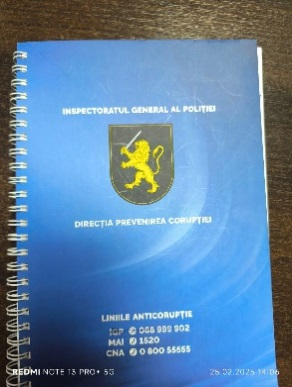 INSPECTORATUL GENERAL AL POLIȚIEI
DIRECȚIA PREVENIREA CORUPȚIEI
LINIILE ANTICORUPȚIE
IGP 068 999 902
MAI 1520
CNA 0 800 55555
REDMI NOTE 13 PRO+ 5G
25.02.2025 14:06